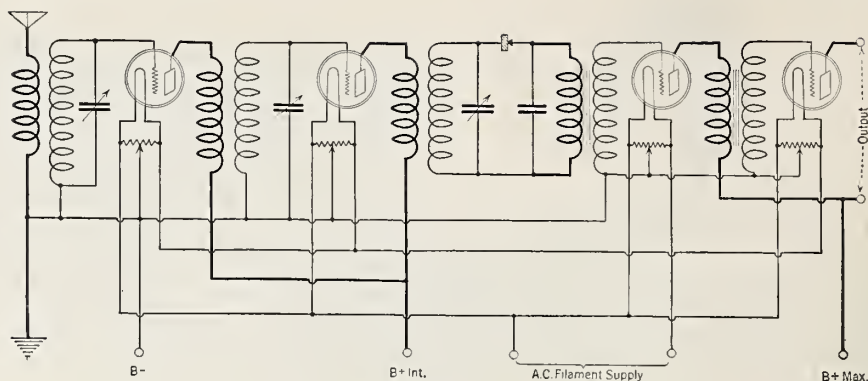 Output
B-
B+ Int.
A.C. Filament Supply
B+ Max.